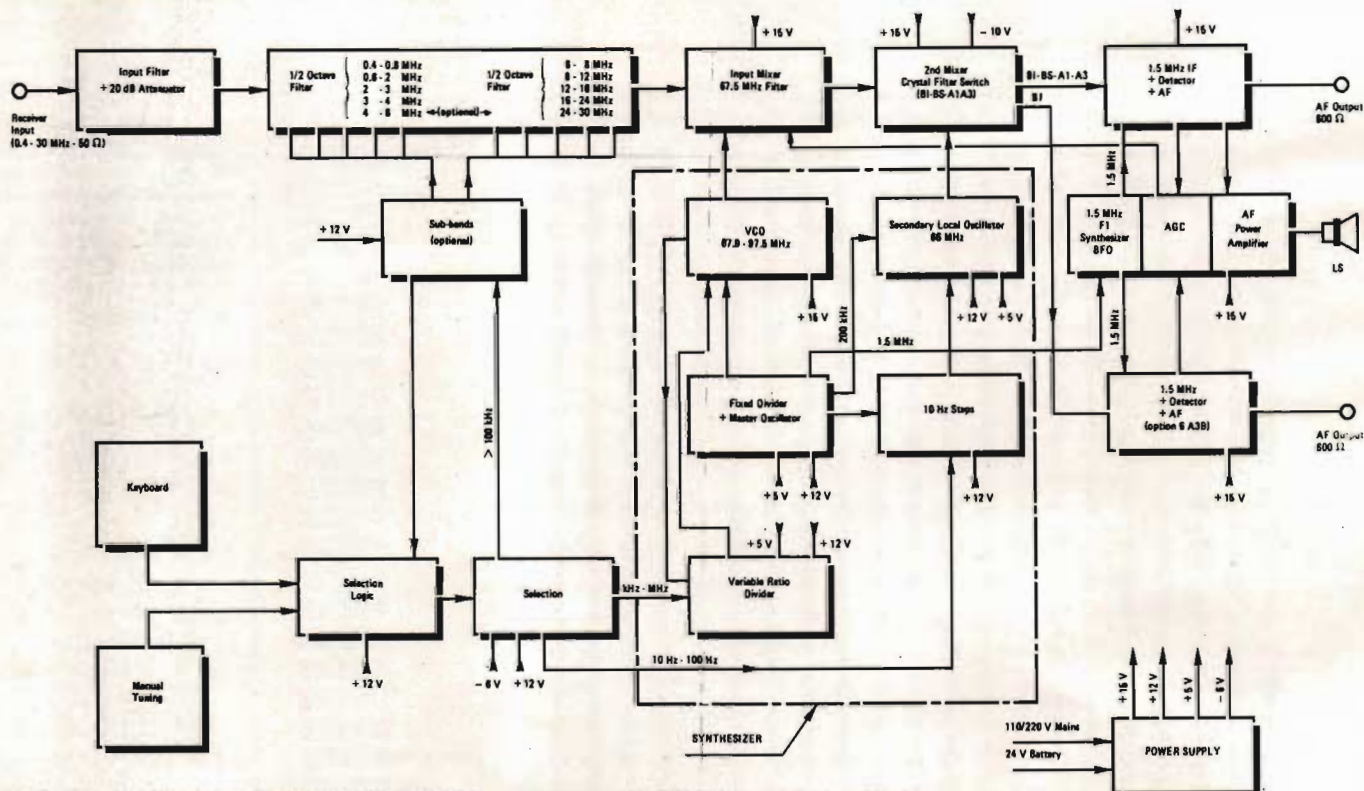 Input Filter
+ 20 dB Attenuator
Receiver
Input
(0.4 - 30 MHz - 50 Ω)
1/2 Octave
Filter
0.4 - 0.6 MHz
0.6 - 2 MHz
2 - 3 MHz
3 - 4 MHz
4 - 6 MHz
(optional)
1/2 Octave
Filter
6 - 8 MHz
8 - 12 MHz
12 - 16 MHz
16 - 24 MHz
24 - 30 MHz
+ 15 V
Input Mixer
67.5 MHz Filter
+ 15 V
- 10 V
2nd Mixer
Crystal Filter Switch
(BI-BS-A1A3)
BI-BS-A1-A3
BI
+ 15 V
1.5 MHz IF
+ Detector
+ AF
AF Output
600 Ω
+ 12 V
Sub-bands
(optional)
VCO
67.9 - 97.5 MHz
+ 15 V
Secondary Local Oscillator
66 MHz
+ 12 V
+ 5 V
200 kHz
1.5 MHz
1.5 MHz
1.5 MHz
F1
Synthesizer
BFO
AGC
AF
Power
Amplifier
LS
+ 15 V
1.5 MHz
> 100 kHz
Fixed Divider
+ Master Oscillator
+ 5 V
+ 12 V
10 Hz Steps
+ 12 V
1.5 MHz
+ Detector
+ AF
(option 6 A3B)
AF Output
600 Ω
+ 15 V
Keyboard
Manual
Tuning
Selection
Logic
+ 12 V
Selection
- 6 V
+ 12 V
kHz - MHz
+ 5 V
+ 12 V
Variable Ratio
Divider
10 Hz - 100 Hz
SYNTHESIZER
110/220 V Mains
24 V Battery
+ 15 V
+ 12 V
+ 5 V
- 6 V
POWER SUPPLY